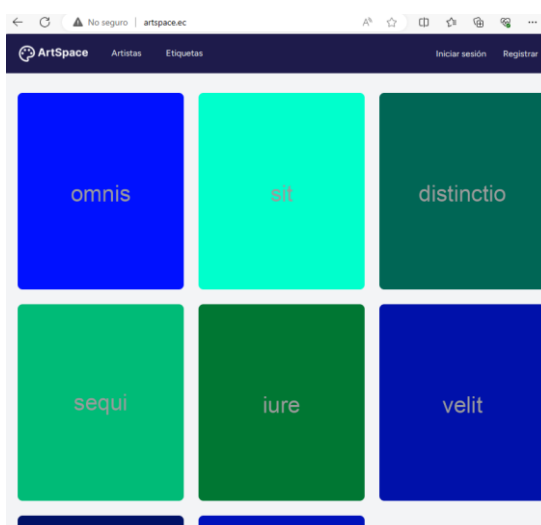 No seguro | artspace.ec
ArtSpace Artistas Etiquetas Iniciar sesión Registrar
omnis sit distinctio
sequi iure velit